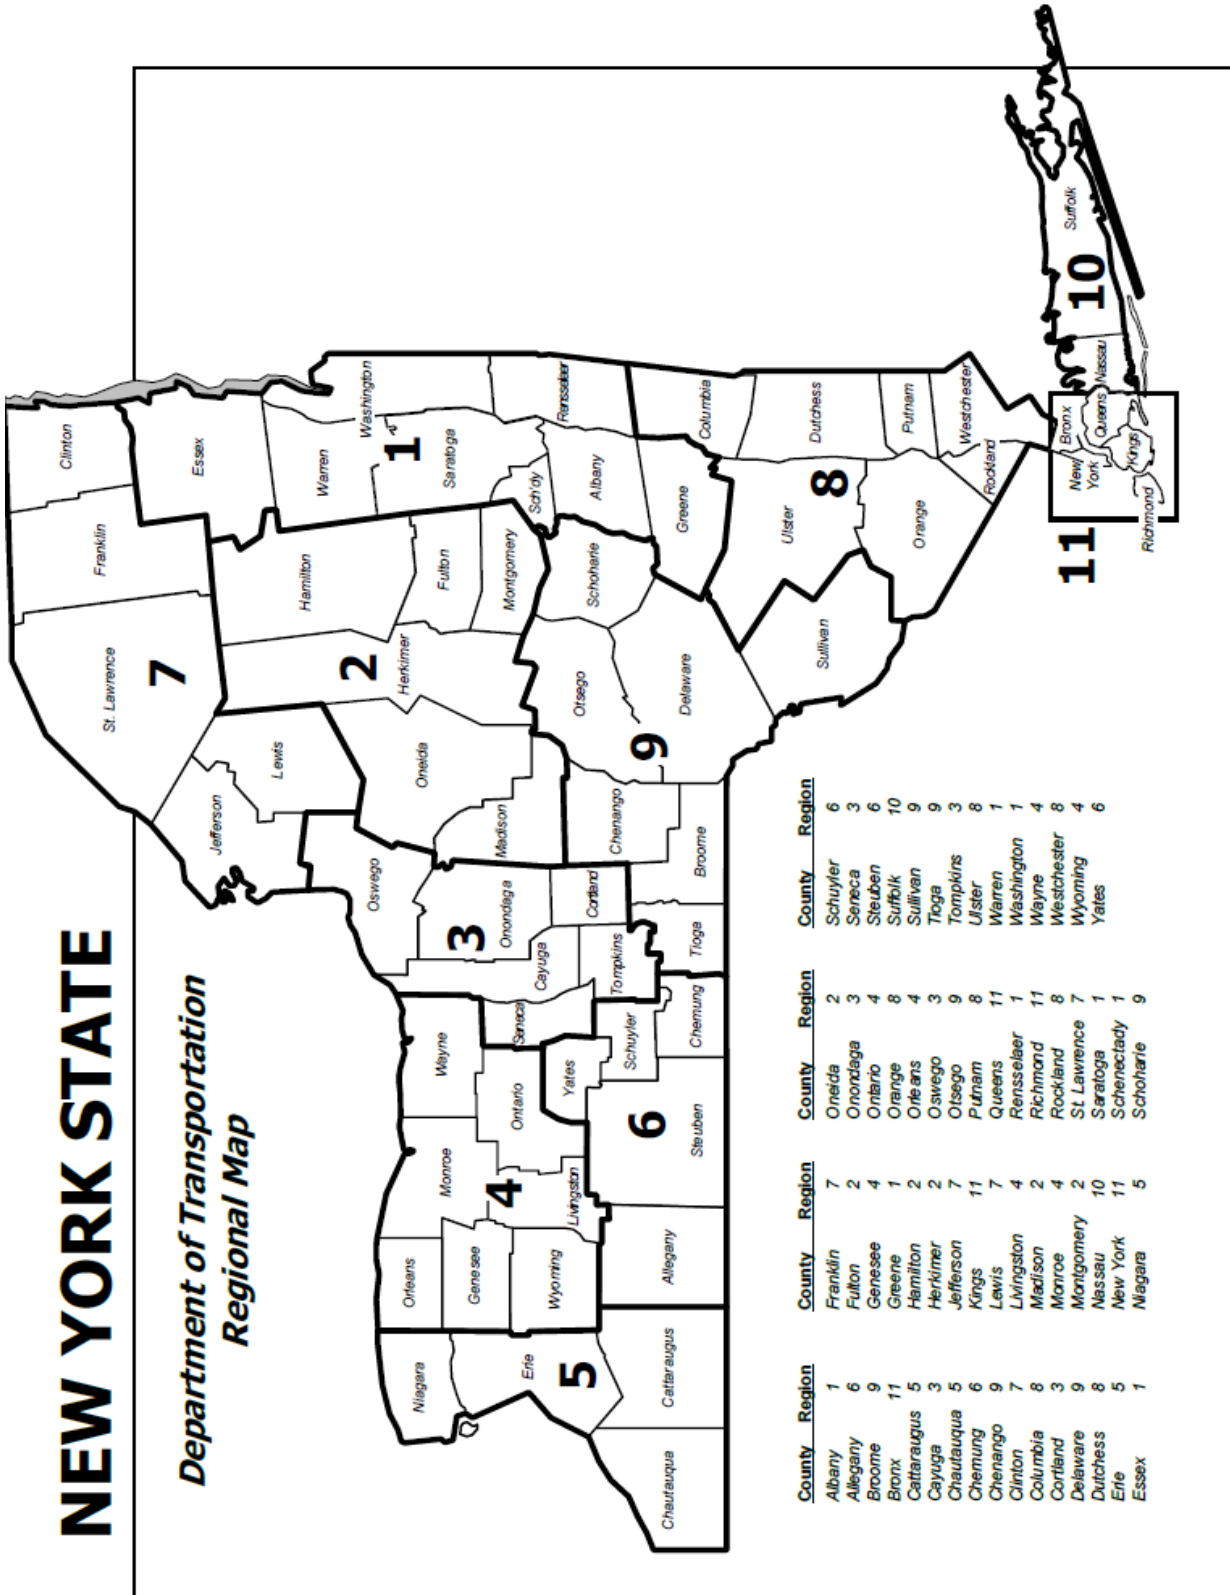 NEW YORK STATE
Department of Transportation
Regional Map
Clinton
Franklin
St. Lawrence
7
Essex
Jefferson
Lewis
Hamilton
Warren
Washington
1
2
Herkimer
Fulton
Saratoga
Montgomery
Sch'dy
Rensselaer
Albany
Oswego
Oneida
Madison
3
Onondaga
Cayuga
Cortland
Tompkins
Wayne
Seneca
Ontario
Yates
Monroe
4
Livingston
Orleans
Genesee
Wyoming
Niagara
Erie
5
Chautauqua
Cattaraugus
Allegany
6
Steuben
Schuyler
Chemung
Tioga
Broome
Chenango
9
Otsego
Delaware
Schoharie
Greene
Columbia
Sullivan
Ulster
8
Dutchess
Orange
Putnam
Rockland
Westchester
11
New
York
Bronx
Queens
Kings
Richmond
Nassau
10
Suffolk
County Region
Albany 1
Allegany 6
Broome 9
Bronx 11
Cattaraugus 5
Cayuga 3
Chautauqua 5
Chemung 6
Chenango 9
Clinton 7
Columbia 8
Cortland 3
Delaware 9
Dutchess 8
Erie 5
Essex 1
County Region
Franklin 7
Fulton 2
Genesee 4
Greene 1
Hamilton 2
Herkimer 2
Jefferson 7
Kings 11
Lewis 7
Livingston 4
Madison 2
Monroe 4
Montgomery 2
Nassau 10
New York 11
Niagara 5
County Region
Oneida 2
Onondaga 3
Ontario 4
Orange 8
Orleans 4
Oswego 3
Otsego 9
Putnam 8
Queens 11
Rensselaer 1
Richmond 11
Rockland 8
St. Lawrence 7
Saratoga 1
Schenectady 1
Schoharie 9
County Region
Schuyler 6
Seneca 3
Steuben 6
Suffolk 10
Sullivan 9
Tioga 9
Tompkins 3
Ulster 8
Warren 1
Washington 1
Wayne 4
Westchester 8
Wyoming 4
Yates 6